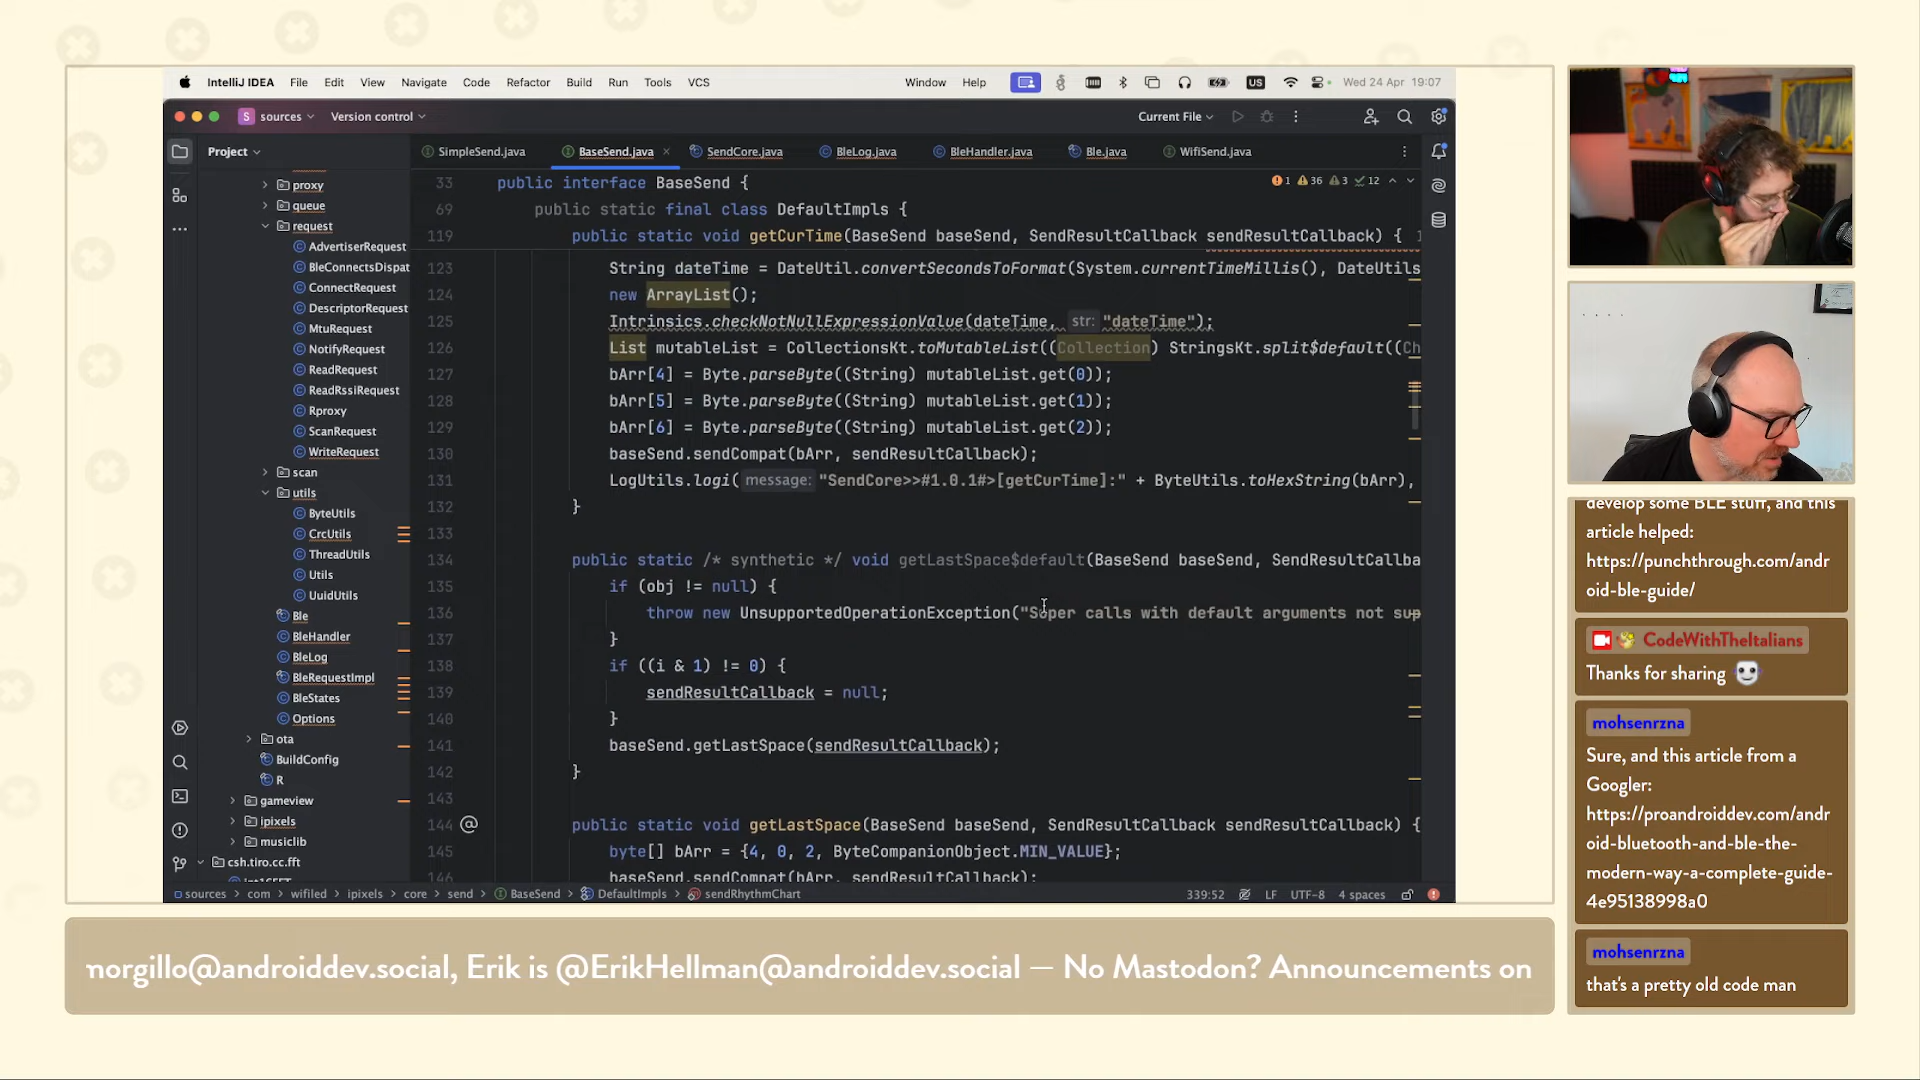 IntelliJ IDEA File Edit View Navigate Code Refactor Build Run Tools VCS Window Help US Wed 24 Apr 19:07
S sources Version control Current File
Project
SimpleSend.java BaseSend.java SendCore.java BleLog.java BleHandler.java Ble.java WifiSend.java
proxy
queue
request
AdvertiserRequest
BleConnectsDispat
ConnectRequest
DescriptorRequest
MtuRequest
NotifyRequest
ReadRequest
ReadRssiRequest
Rproxy
ScanRequest
WriteRequest
scan
utils
ByteUtils
CrcUtils
ThreadUtils
Utils
UuidUtils
Ble
BleHandler
BleLog
BleRequestImpl
BleStates
Options
ota
BuildConfig
R
gameview
ipixels
musiclib
csh.tiro.cc.fft
1 36 3 12
33 public interface BaseSend {
69 public static final class DefaultImpls {
119 public static void getCurTime(BaseSend baseSend, SendResultCallback sendResultCallback) {
123 String dateTime = DateUtil.convertSecondsToFormat(System.currentTimeMillis(), DateUtils
124 new ArrayList();
125 Intrinsics.checkNotNullExpressionValue(dateTime, str: "dateTime");
126 List mutableList = CollectionsKt.toMutableList((Collection) StringsKt.split$default((Ch
127 bArr[4] = Byte.parseByte((String) mutableList.get(0));
128 bArr[5] = Byte.parseByte((String) mutableList.get(1));
129 bArr[6] = Byte.parseByte((String) mutableList.get(2));
130 baseSend.sendCompat(bArr, sendResultCallback);
131 LogUtils.logi( message: "SendCore>>#1.0.1#>[getCurTime]:" + ByteUtils.toHexString(bArr),
132 }
133
134 public static /* synthetic */ void getLastSpace$default(BaseSend baseSend, SendResultCallba
135 if (obj != null) {
136 throw new UnsupportedOperationException("Super calls with default arguments not sup
137 }
138 if ((i & 1) != 0) {
139 sendResultCallback = null;
140 }
141 baseSend.getLastSpace(sendResultCallback);
142 }
143
144 @ public static void getLastSpace(BaseSend baseSend, SendResultCallback sendResultCallback) {
145 byte[] bArr = {4, 0, 2, ByteCompanionObject.MIN_VALUE};
146 baseSend.sendCompat(bArr, sendResultCallback);
sources com wifiled ipixels core send BaseSend DefaultImpls sendRhythmChart 339:52 LF UTF-8 4 spaces
develop some BLE stuff, and this
article helped:
https://punchthrough.com/andr
oid-ble-guide/
CodeWithTheItalians
Thanks for sharing
mohsenrzna
Sure, and this article from a
Googler:
https://proandroiddev.com/andr
oid-bluetooth-and-ble-the-
modern-way-a-complete-guide-
4e95138998a0
mohsenrzna
that's a pretty old code man
norgillo@androiddev.social, Erik is @ErikHellman@androiddev.social — No Mastodon? Announcements on